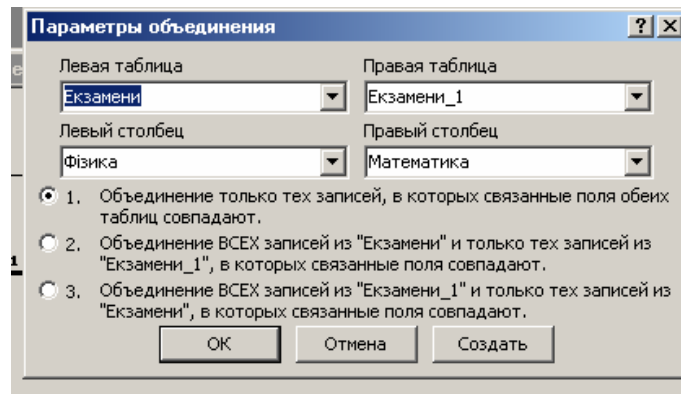 Параметры объединения
Левая таблица Правая таблица
Екзамени Екзамени_1
Левый столбец Правый столбец
Фізика Математика
1. Объединение только тех записей, в которых связанные поля обеих
таблиц совпадают.
2. Объединение ВСЕХ записей из "Екзамени" и только тех записей из
"Екзамени_1", в которых связанные поля совпадают.
3. Объединение ВСЕХ записей из "Екзамени_1" и только тех записей из
"Екзамени", в которых связанные поля совпадают.
ОК Отмена Создать